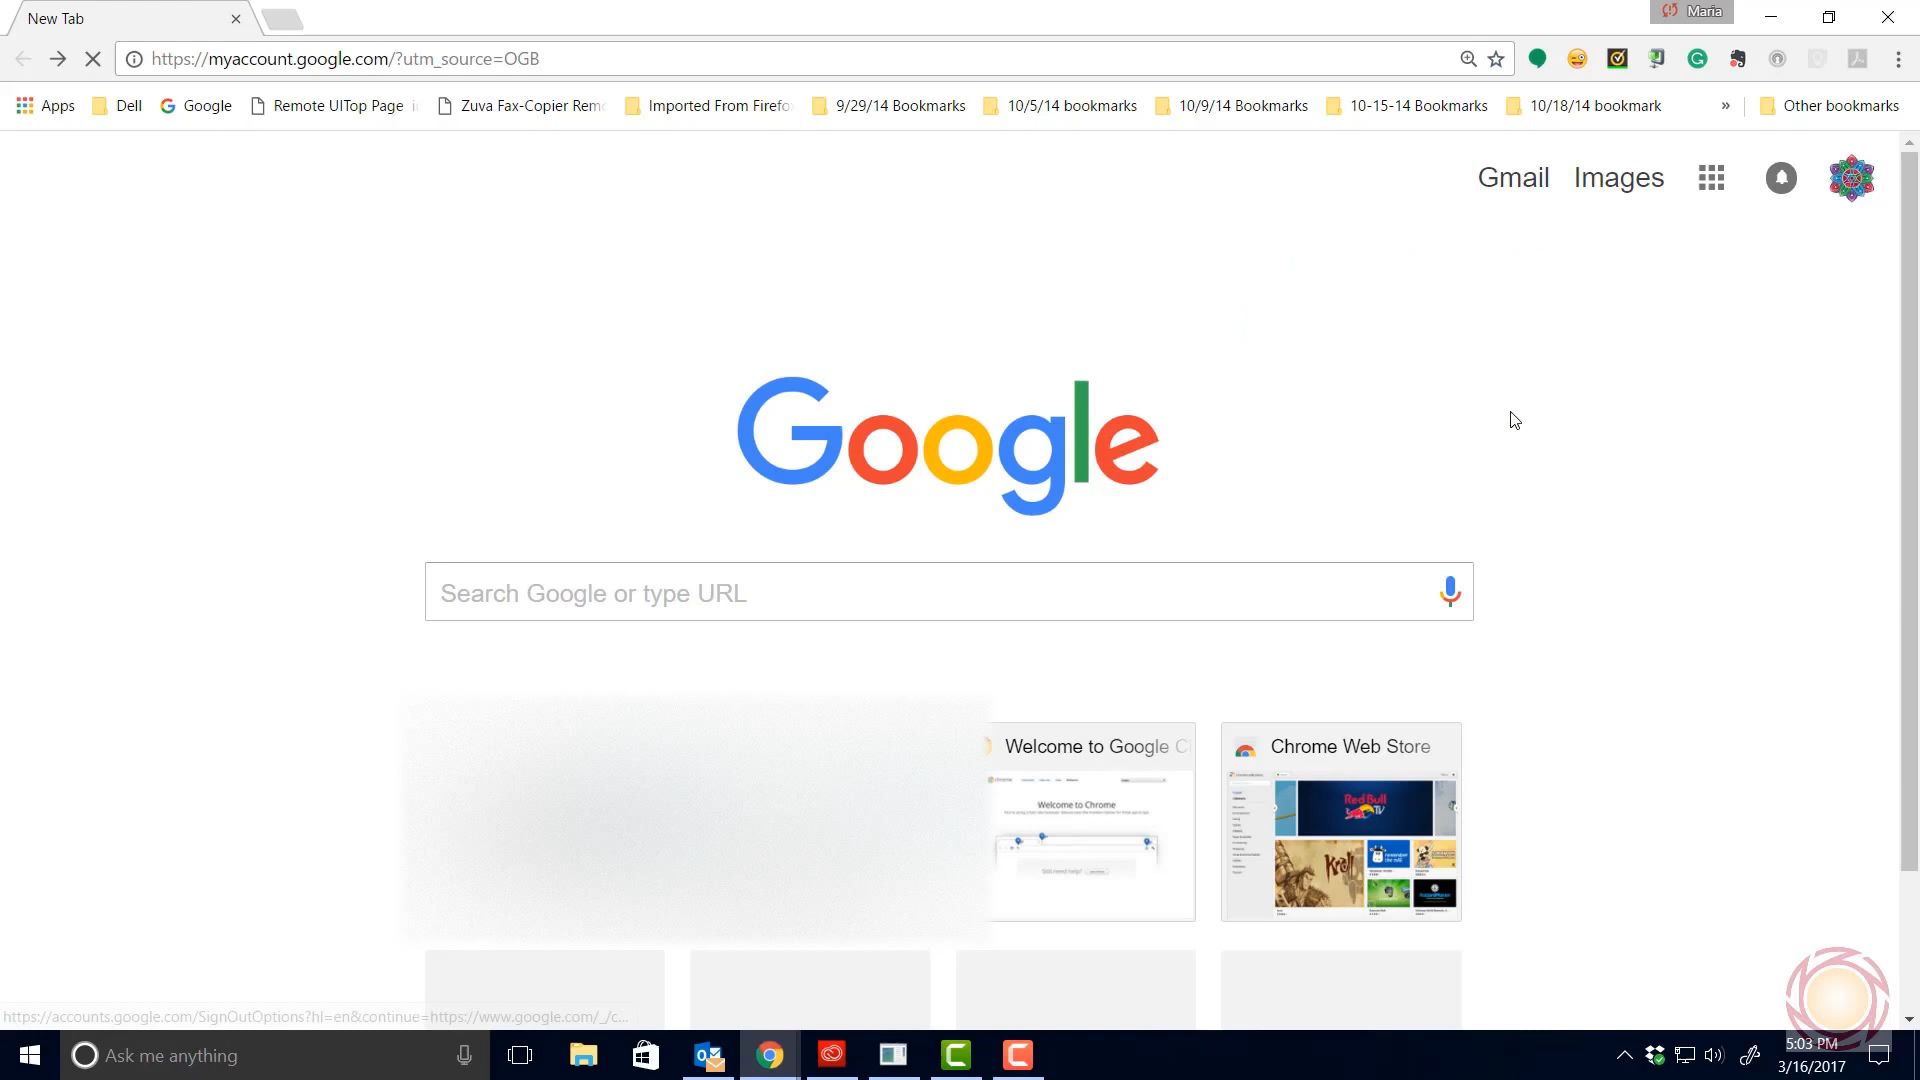 New Tab
Maria
https://myaccount.google.com/?utm_source=OGB
Apps
Dell
Google
Remote UITop Page
Zuva Fax-Copier Rem
Imported From Firefo
9/29/14 Bookmarks
10/5/14 bookmarks
10/9/14 Bookmarks
10-15-14 Bookmarks
10/18/14 bookmark
»
Other bookmarks
Gmail
Images
Google
Search Google or type URL
Welcome to Google C
Chrome Web Store
Welcome to Chrome
Red Bull
TV
Krell
https://accounts.google.com/SignOutOptions?hl=en&continue=https://www.google.com/_/c...
Ask me anything
5:03 PM
3/16/2017